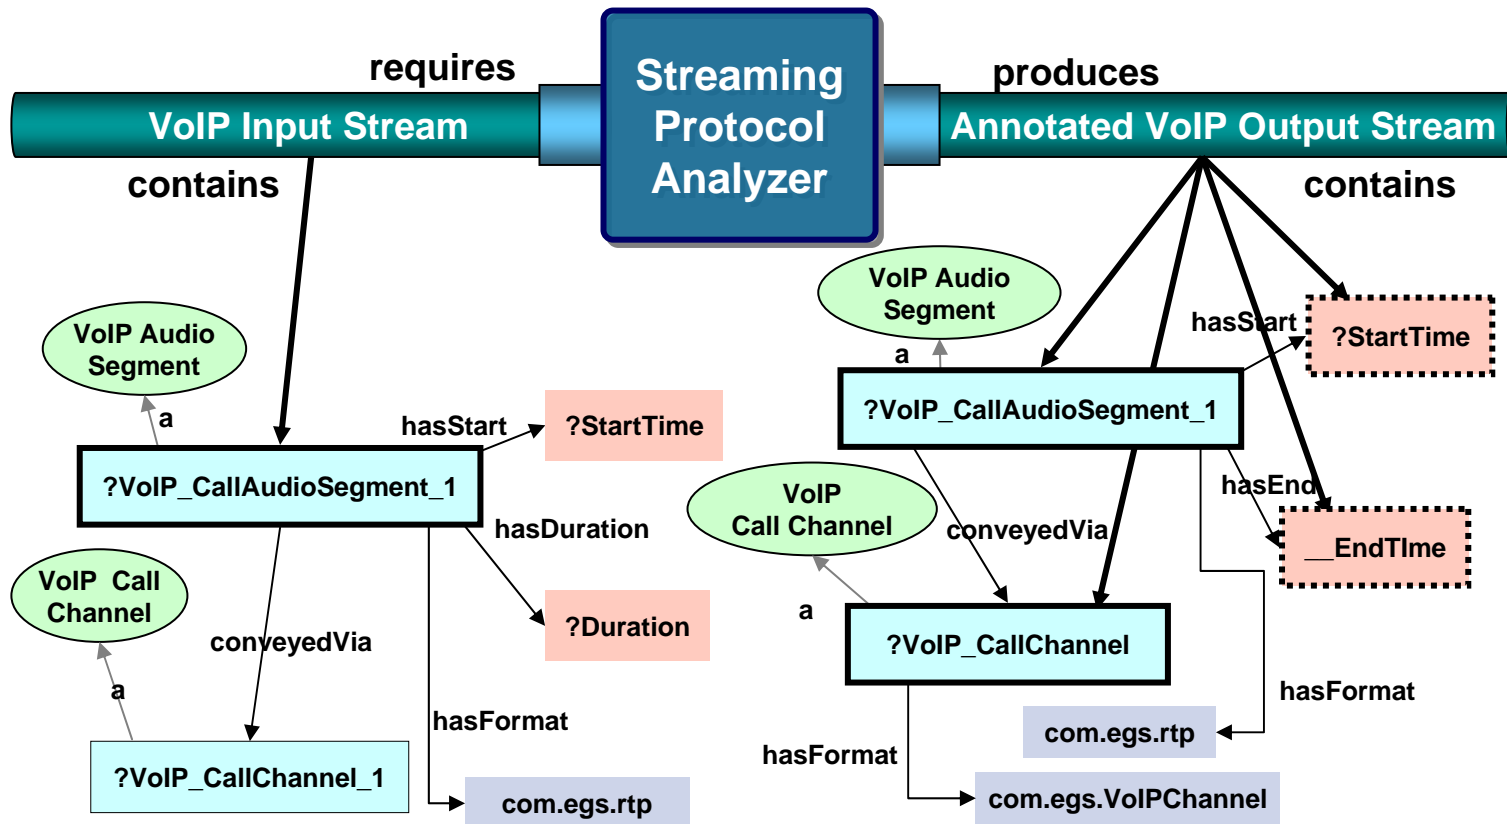 requires
Streaming
Protocol
Analyzer
produces
VoIP Input Stream
Annotated VoIP Output Stream
contains
contains
VoIP Audio
Segment
a
hasStart
?StartTime
?VoIP_CallAudioSegment_1
hasDuration
?Duration
VoIP Call
Channel
a
conveyedVia
hasFormat
?VoIP_CallChannel_1
com.egs.rtp
VoIP Audio
Segment
a
hasStart
?StartTime
?VoIP_CallAudioSegment_1
hasEnd
__EndTIme
VoIP
Call Channel
a
conveyedVia
?VoIP_CallChannel
hasFormat
com.egs.rtp
hasFormat
com.egs.VoIPChannel